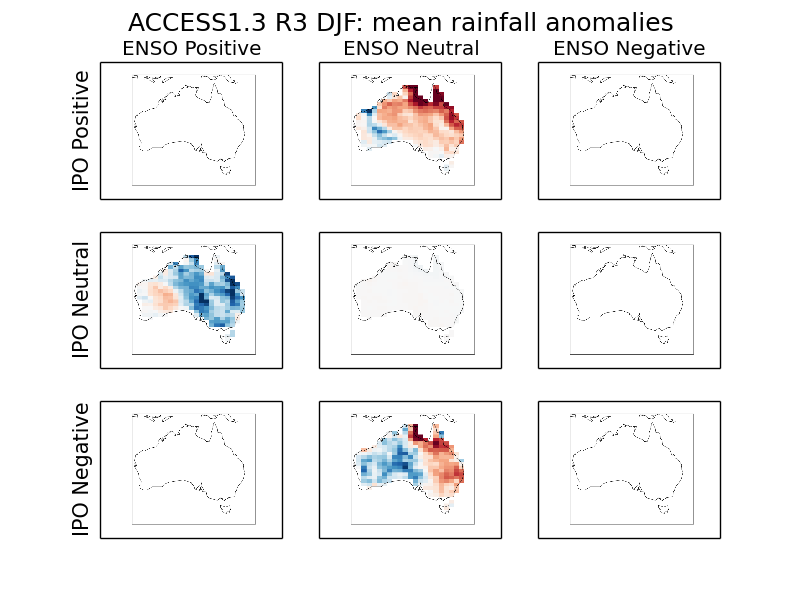 ACCESS1.3 R3 DJF: mean rainfall anomalies
ENSO Positive ENSO Neutral ENSO Negative
IPO Positive
IPO Neutral
IPO Negative